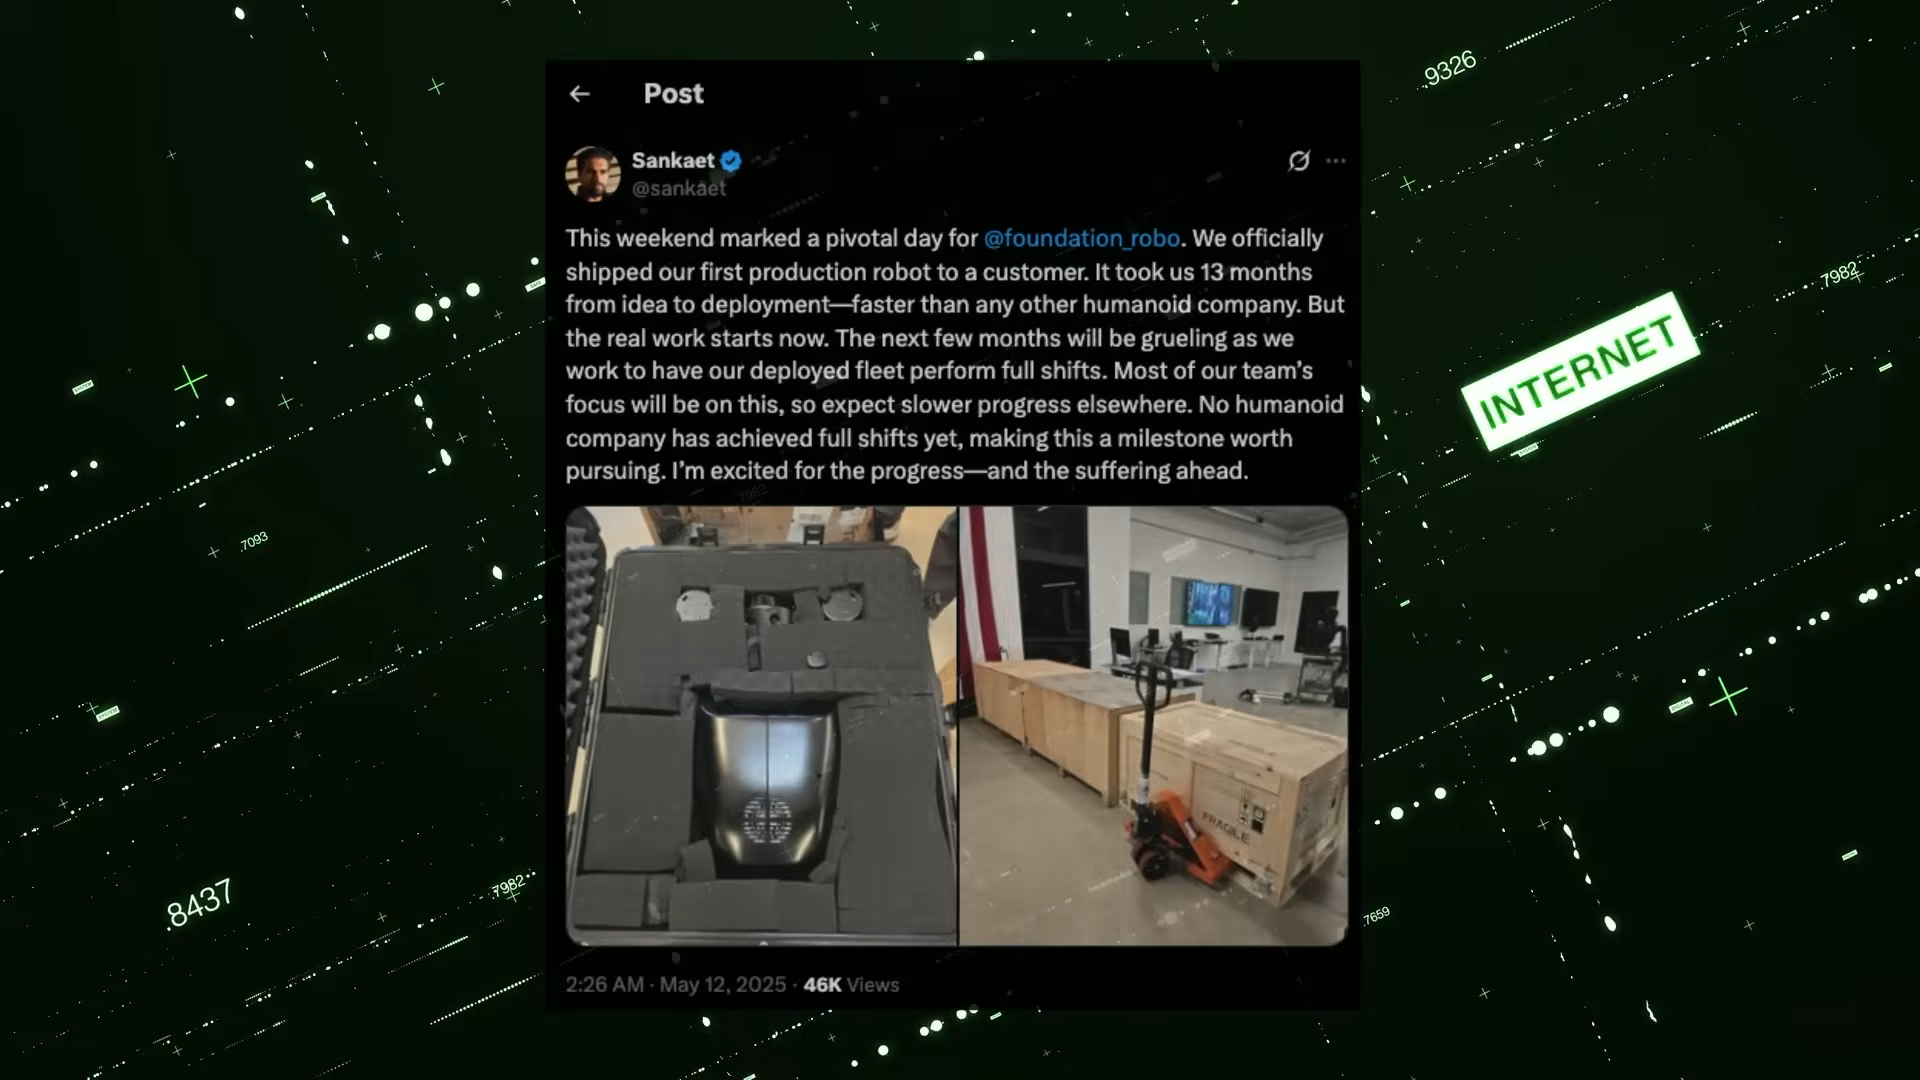 Post
Sankaet
@sankaet
This weekend marked a pivotal day for @foundation_robo. We officially
shipped our first production robot to a customer. It took us 13 months
from idea to deployment—faster than any other humanoid company. But
the real work starts now. The next few months will be grueling as we
work to have our deployed fleet perform full shifts. Most of our team’s
focus will be on this, so expect slower progress elsewhere. No humanoid
company has achieved full shifts yet, making this a milestone worth
pursuing. I’m excited for the progress—and the suffering ahead.
FRAGILE
2:26 AM · May 12, 2025 · 46K Views
.9326
7982
INTERNET
.7093
.8437
7982
.7659